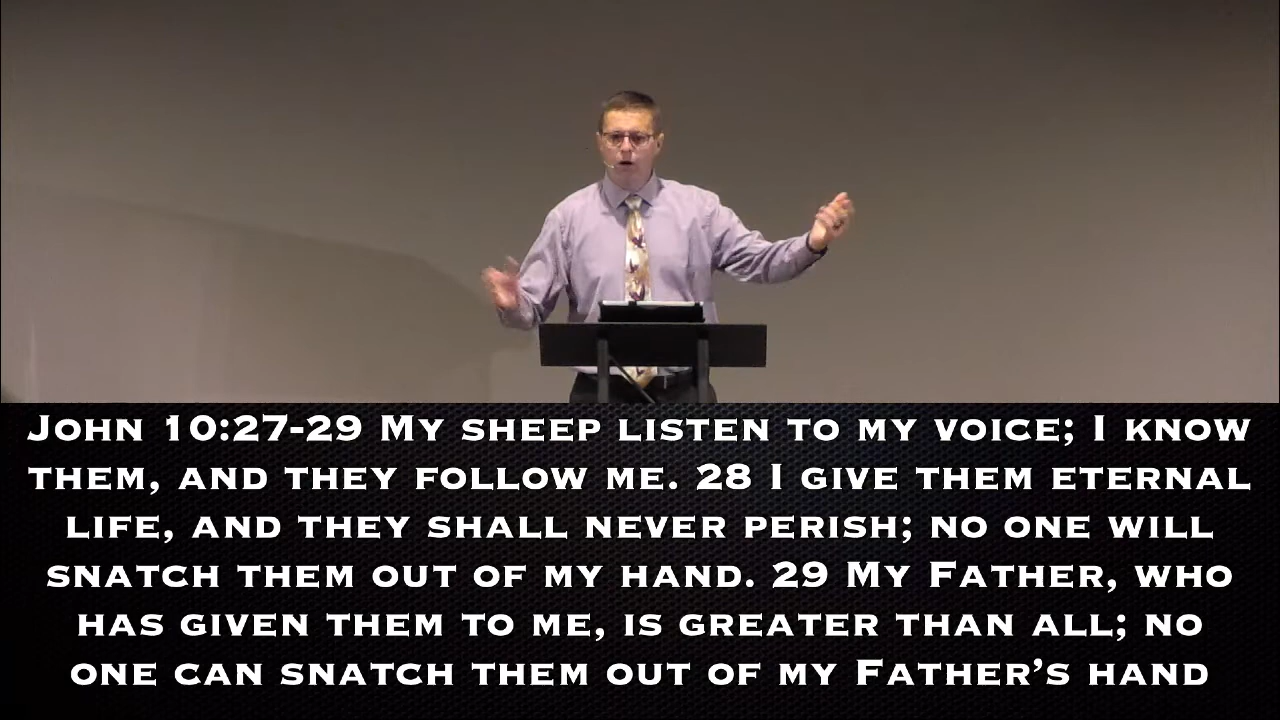 John 10:27-29 My sheep listen to my voice; I know
them, and they follow me. 28 I give them eternal
life, and they shall never perish; no one will
snatch them out of my hand. 29 My Father, who
has given them to me, is greater than all; no
one can snatch them out of my Father’s hand